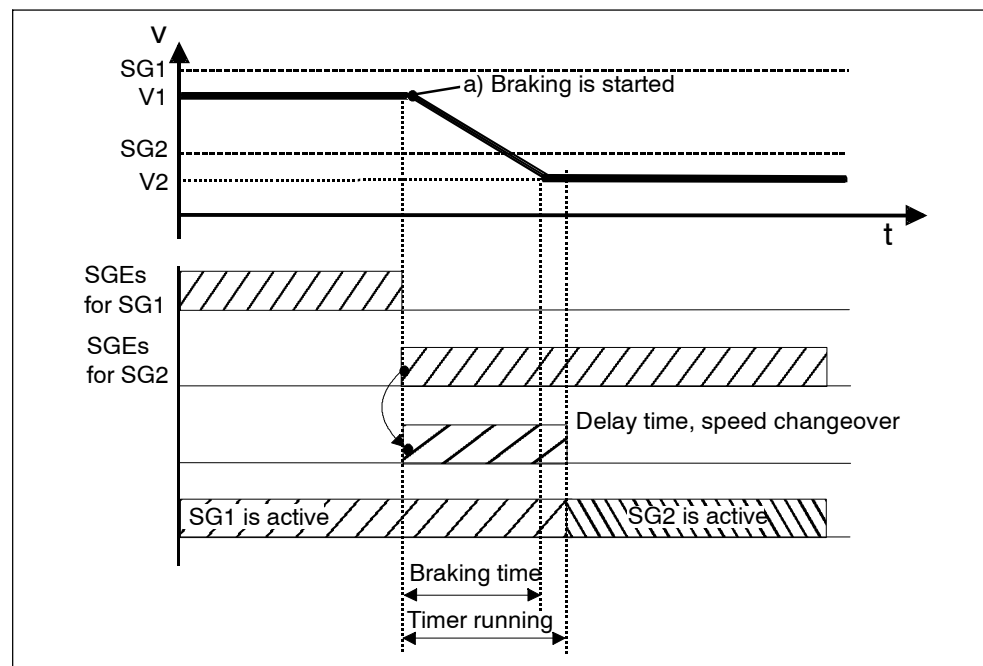 v
SG1
a) Braking is started
V1
SG2
V2
t
SGEs
for SG1
SGEs
for SG2
Delay time, speed changeover
SG1 is active
SG2 is active
Braking time
Timer running